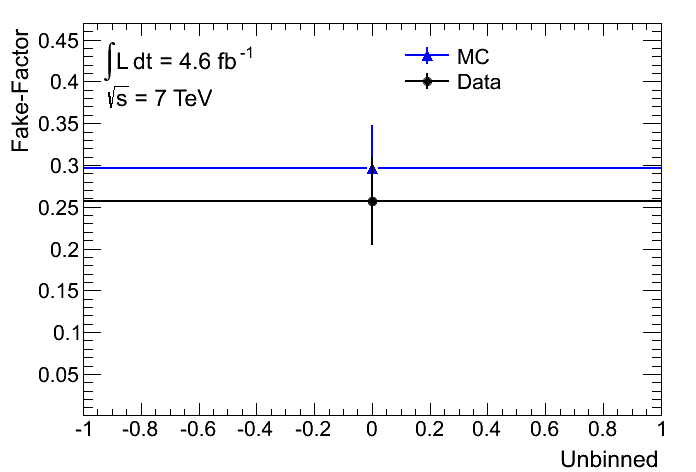 Fake-Factor
0.45
0.4
0.35
0.3
0.25
0.2
0.15
0.1
0.05
∫L dt = 4.6 fb⁻¹
√s = 7 TeV
MC
Data
-1 -0.8 -0.6 -0.4 -0.2 0 0.2 0.4 0.6 0.8 1
Unbinned